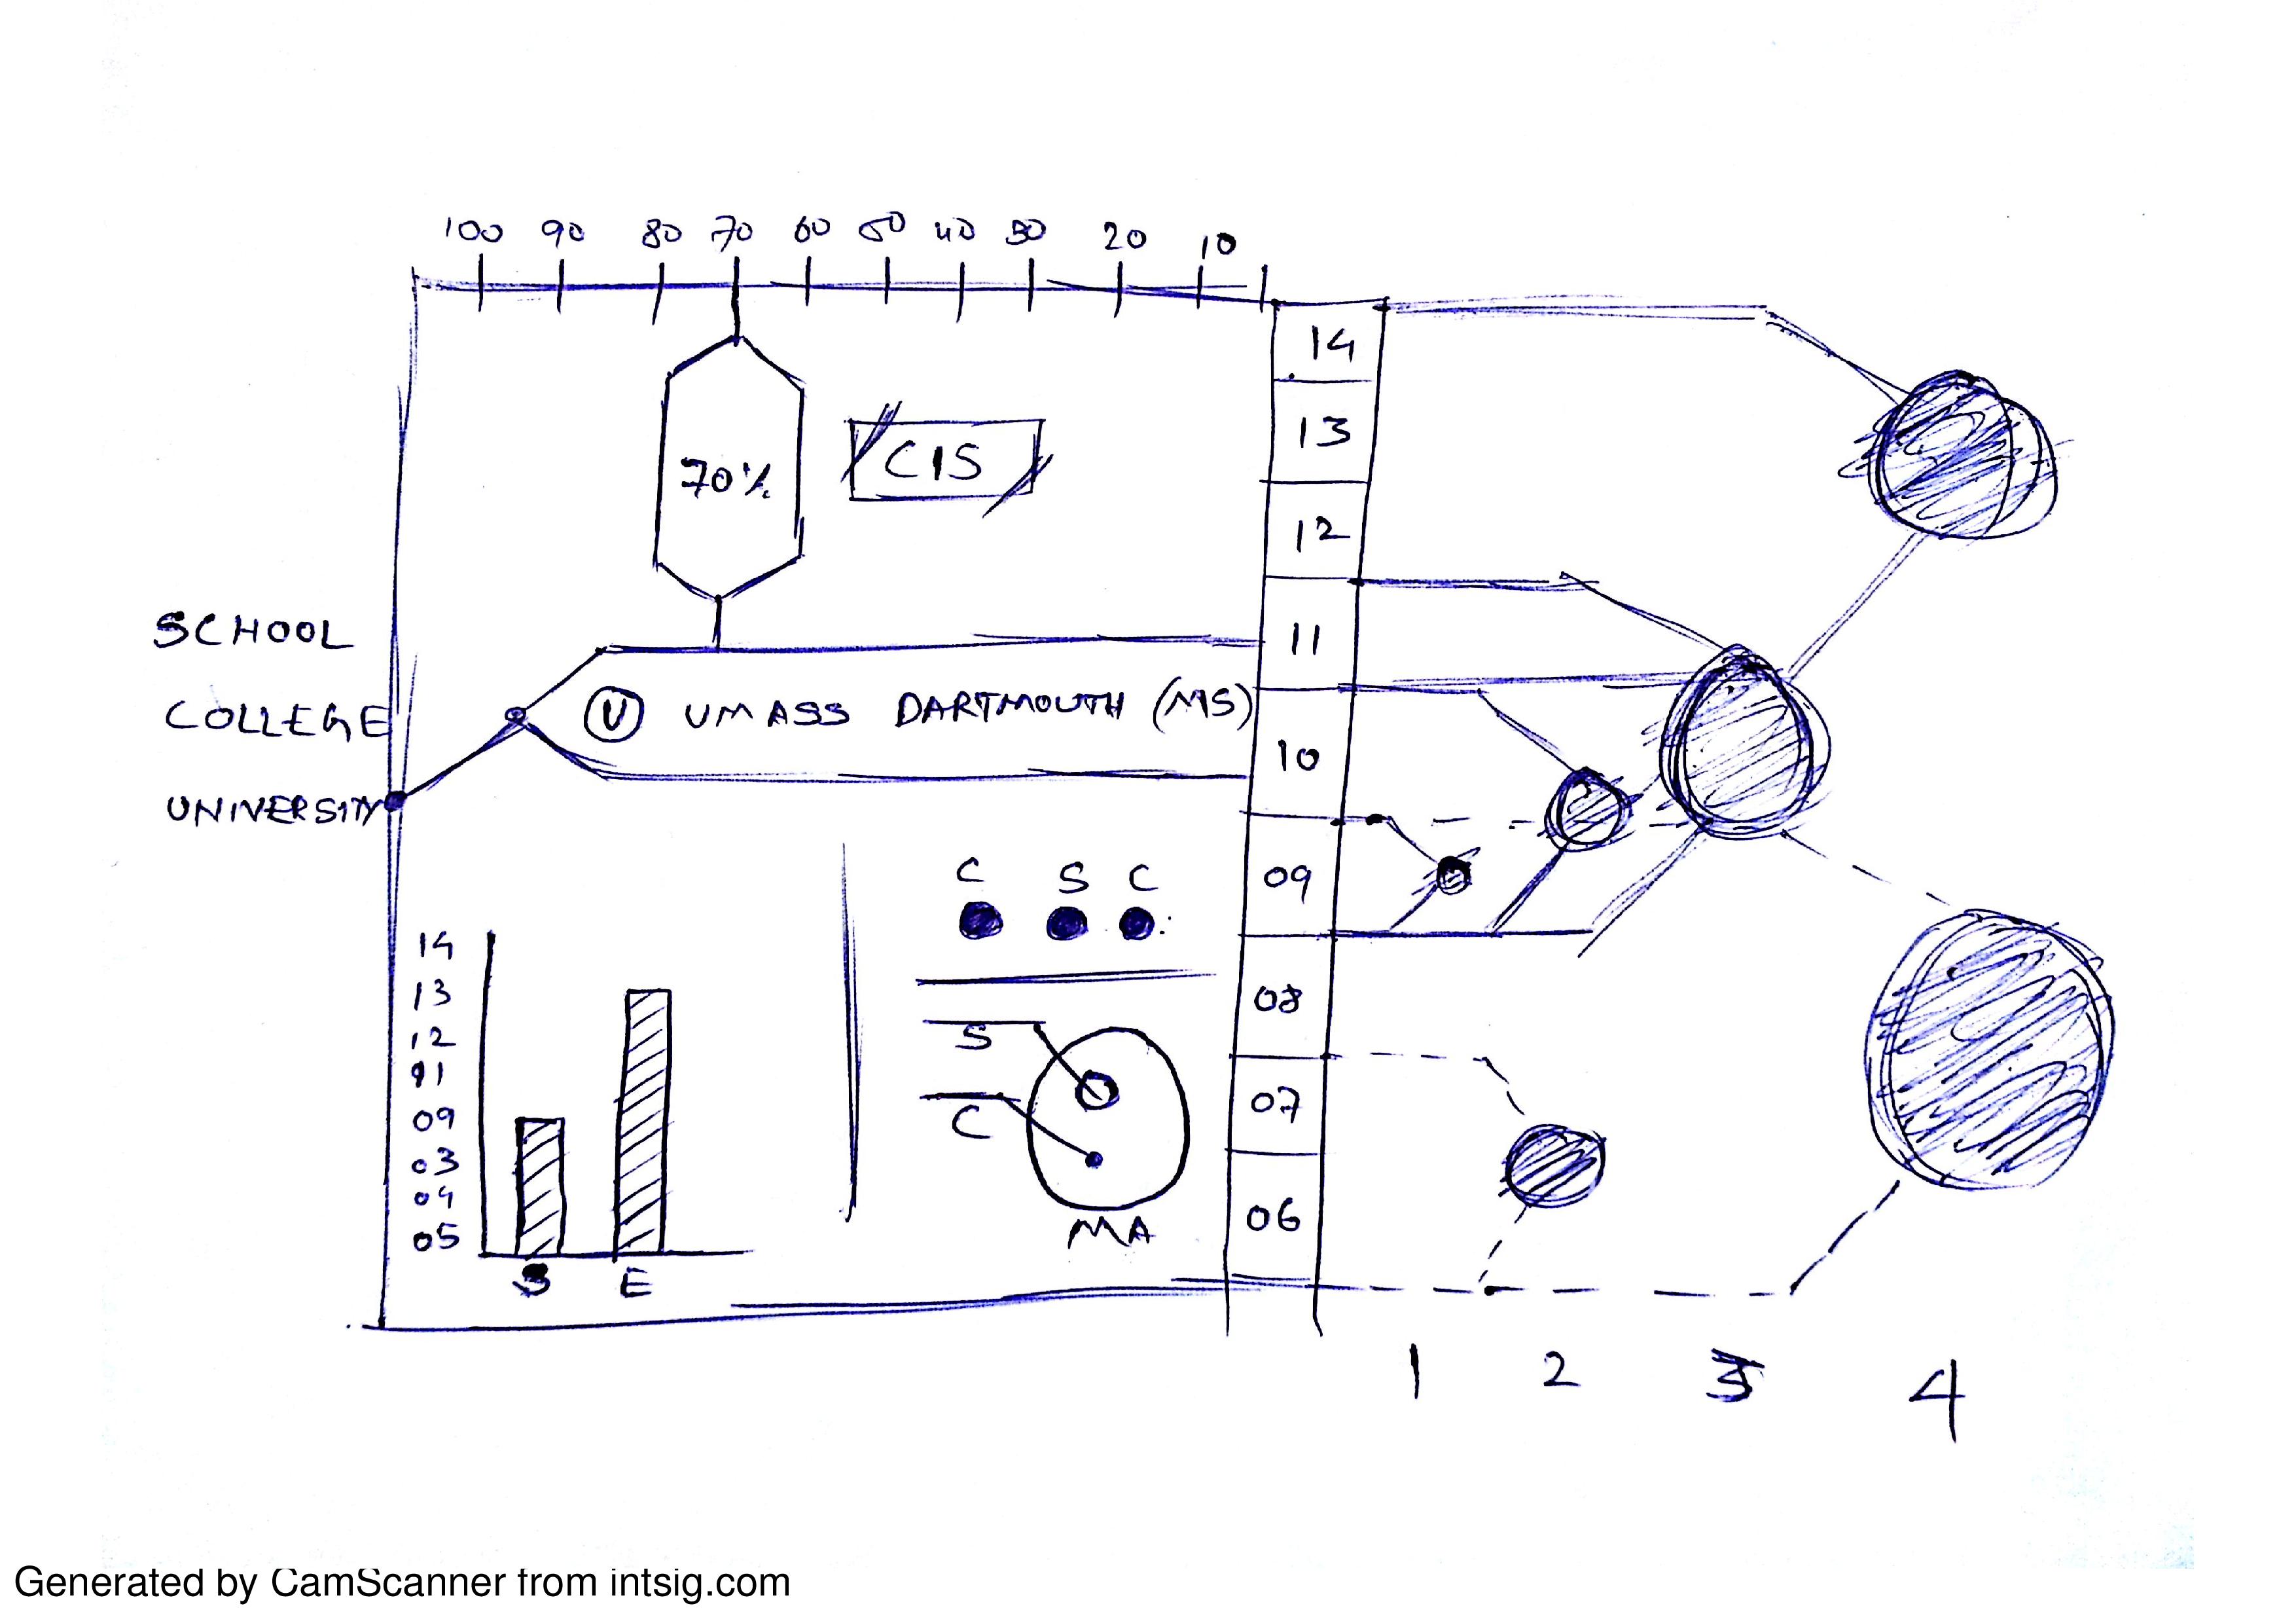 100 90 80 70 60 50 40 30 20 10
14
13
12
11
10
09
08
07
06
70%
CIS
SCHOOL
COLLEGE
UNIVERSITY
U UMASS DARTMOUTH (MS)
C S C
S
C
MA
14
13
12
11
09
03
04
05
S E
1 2 3 4
Generated by CamScanner from intsig.com